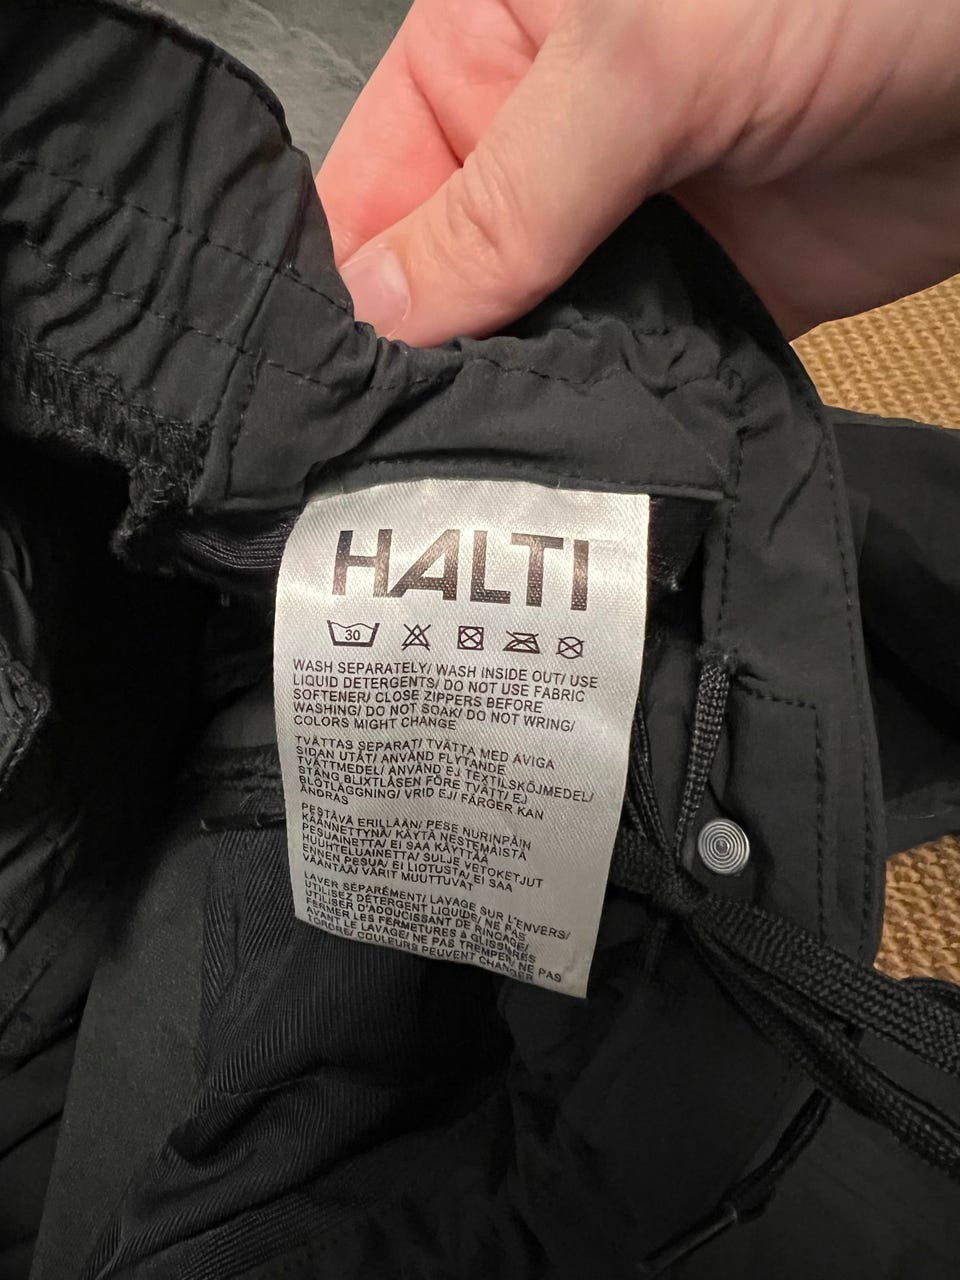 HALTI
30
WASH SEPARATELY/ WASH INSIDE OUT/ USE
LIQUID DETERGENTS/ DO NOT USE FABRIC
SOFTENER/ CLOSE ZIPPERS BEFORE
WASHING/ DO NOT SOAK/ DO NOT WRING/
COLORS MIGHT CHANGE
TVÄTTAS SEPARAT/ TVÄTTA MED AVIGA
SIDAN UTÅT/ ANVÄND FLYTANDE
TVÄTTMEDEL/ ANVÄND EJ TEXTILSKÖJMEDEL/
STÄNG BLIXTLÅSEN FÖRE TVÄTT/ EJ
BLÖTLÄGGNING/ VRID EJ/ FÄRGER KAN
ÄNDRAS
PESTÄVÄ ERILLÄÄN/ PESE NURINPÄIN
KÄÄNNETTYNÄ/ KÄYTÄ NESTEMÄISTÄ
PESUAINETTA/ EI SAA KÄYTTÄÄ
HUUHTELUAINETTA/ SULJE VETOKETJUT
ENNEN PESUA/ EI LIOTUSTA/ EI SAA
VÄÄNTÄÄ/ VÄRIT MUUTTUVAT
LAVER SÉPARÉMENT/ LAVAGE SUR L'ENVERS/
UTILISEZ DÉTERGENT LIQUIDE/ NE PAS
UTILISER D'ADOUCISSANT DE RINÇAGE/
FERMER LES FERMETURES À GLISSIÈRES
AVANT LE LAVAGE/ NE PAS TREMPER/ NE PAS
TORDRE/ COULEURS PEUVENT CHANGER